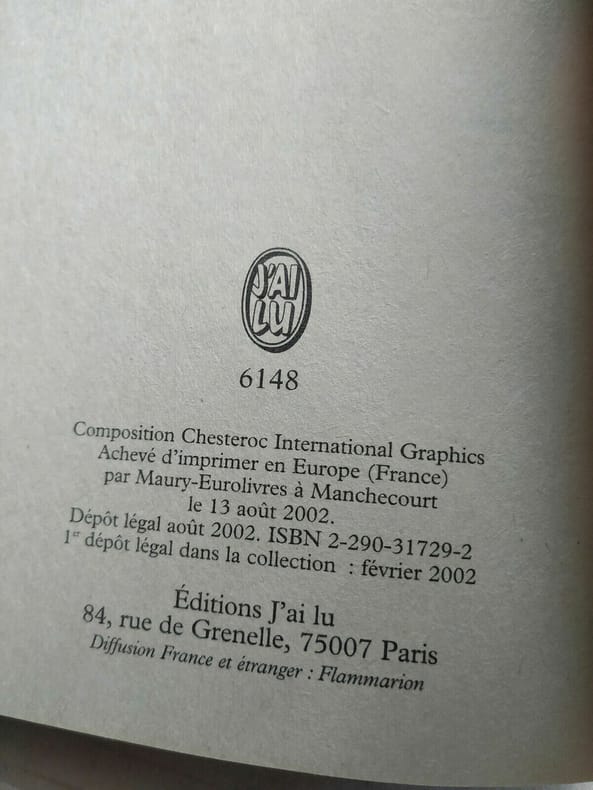 J'AI
LU
6148
Composition Chesteroc International Graphics
Achevé d'imprimer en Europe (France)
par Maury-Eurolivres à Manchecourt
le 13 août 2002.
Dépôt légal août 2002. ISBN 2-290-31729-2
1er dépôt légal dans la collection : février 2002
Éditions J'ai lu
84, rue de Grenelle, 75007 Paris
Diffusion France et étranger : Flammarion